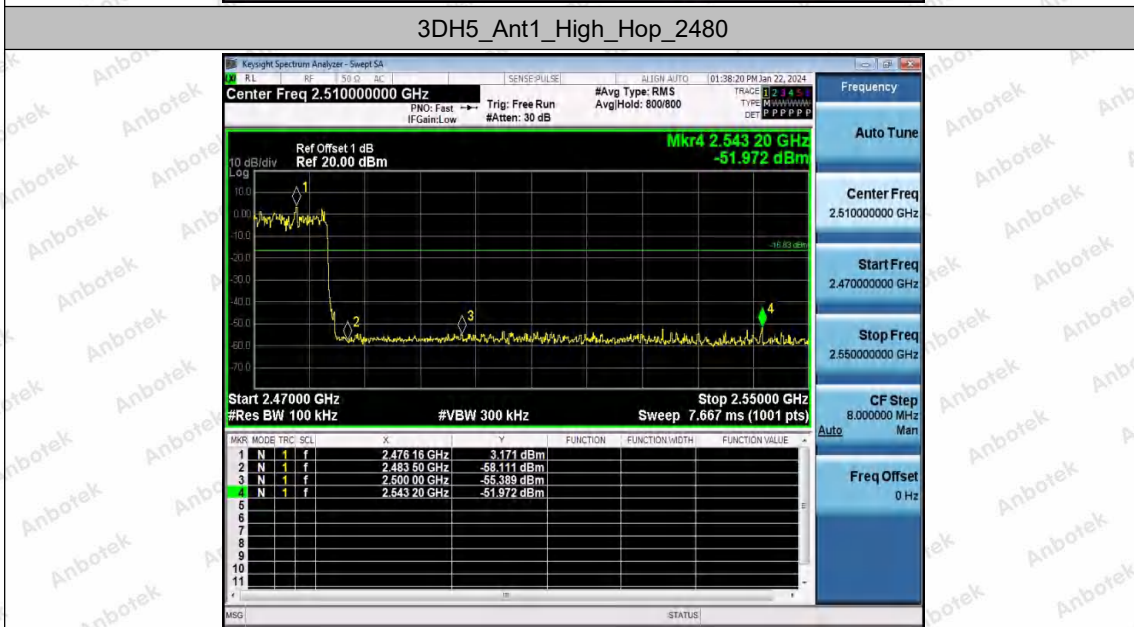 3DH5_Ant1_High_Hop_2480
Keysight Spectrum Analyzer - Swept SA
RL RF 50 Ω AC SENSE:PULSE ALIGN AUTO 01:38:20 PM Jan 22, 2024
Center Freq 2.510000000 GHz
PNO: Fast
IFGain:Low
Trig: Free Run
#Atten: 30 dB
#Avg Type: RMS
Avg|Hold: 800/800
TRACE 1 2 3 4 5 6
TYPE M W W W W W
DET P P P P P P
Frequency
Mkr4 2.543 20 GHz
-51.972 dBm
Ref Offset 1 dB
10 dB/div Ref 20.00 dBm
Log
10.0
0.00
-10.0
-20.0
-30.0
-40.0
-50.0
-60.0
-70.0
1
2
3
4
-16.83 dBm
Start 2.47000 GHz Stop 2.55000 GHz
#Res BW 100 kHz #VBW 300 kHz Sweep 7.667 ms (1001 pts)
MKR MODE TRC SCL X Y FUNCTION FUNCTION WIDTH FUNCTION VALUE
1 N 1 f 2.476 16 GHz 3.171 dBm
2 N 1 f 2.483 50 GHz -58.111 dBm
3 N 1 f 2.500 00 GHz -55.389 dBm
4 N 1 f 2.543 20 GHz -51.972 dBm
5
6
7
8
9
10
11
MSG STATUS
Auto Tune
Center Freq
2.510000000 GHz
Start Freq
2.470000000 GHz
Stop Freq
2.550000000 GHz
CF Step
8.000000 MHz
Auto Man
Freq Offset
0 Hz
Anbotek